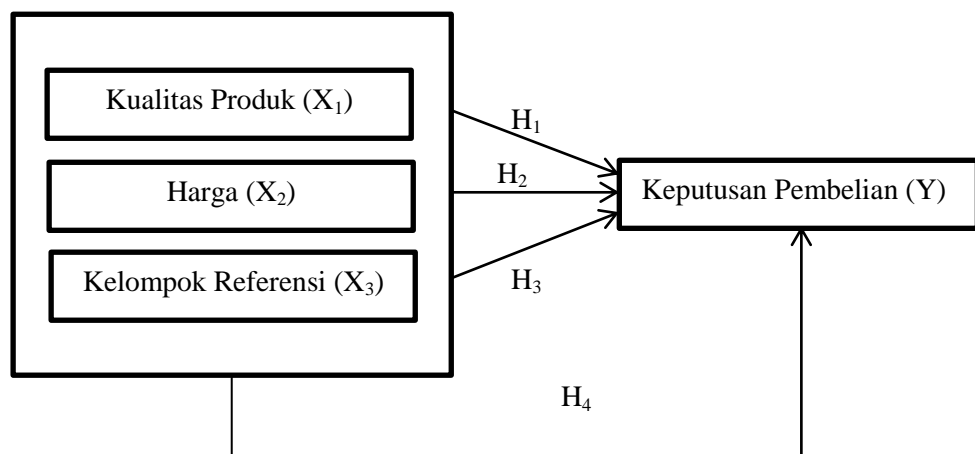 Kualitas Produk (X₁)
H₁
Harga (X₂)
H₂
Keputusan Pembelian (Y)
Kelompok Referensi (X₃)
H₃
H₄